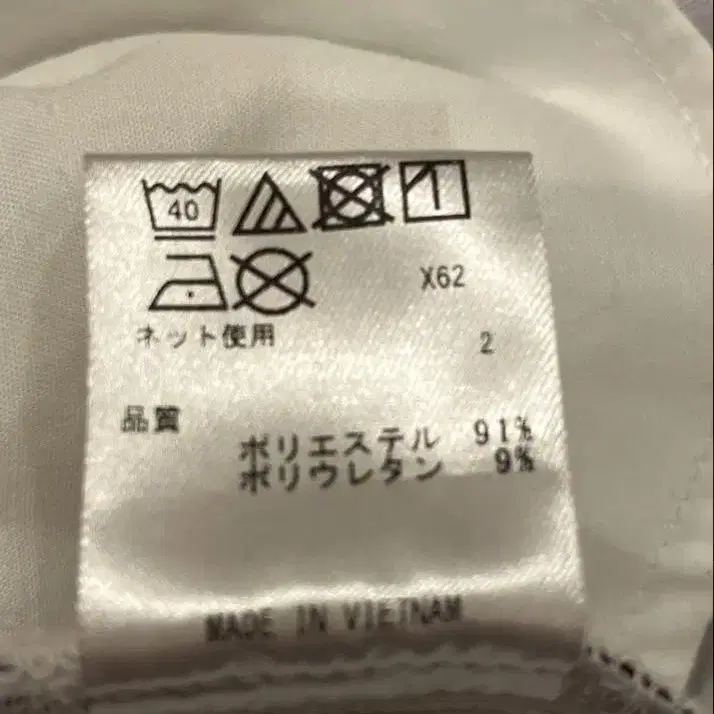 40
X62
ネット使用
2
品質
ポリエステル 91%
ポリウレタン 9%
MADE IN VIETNAM